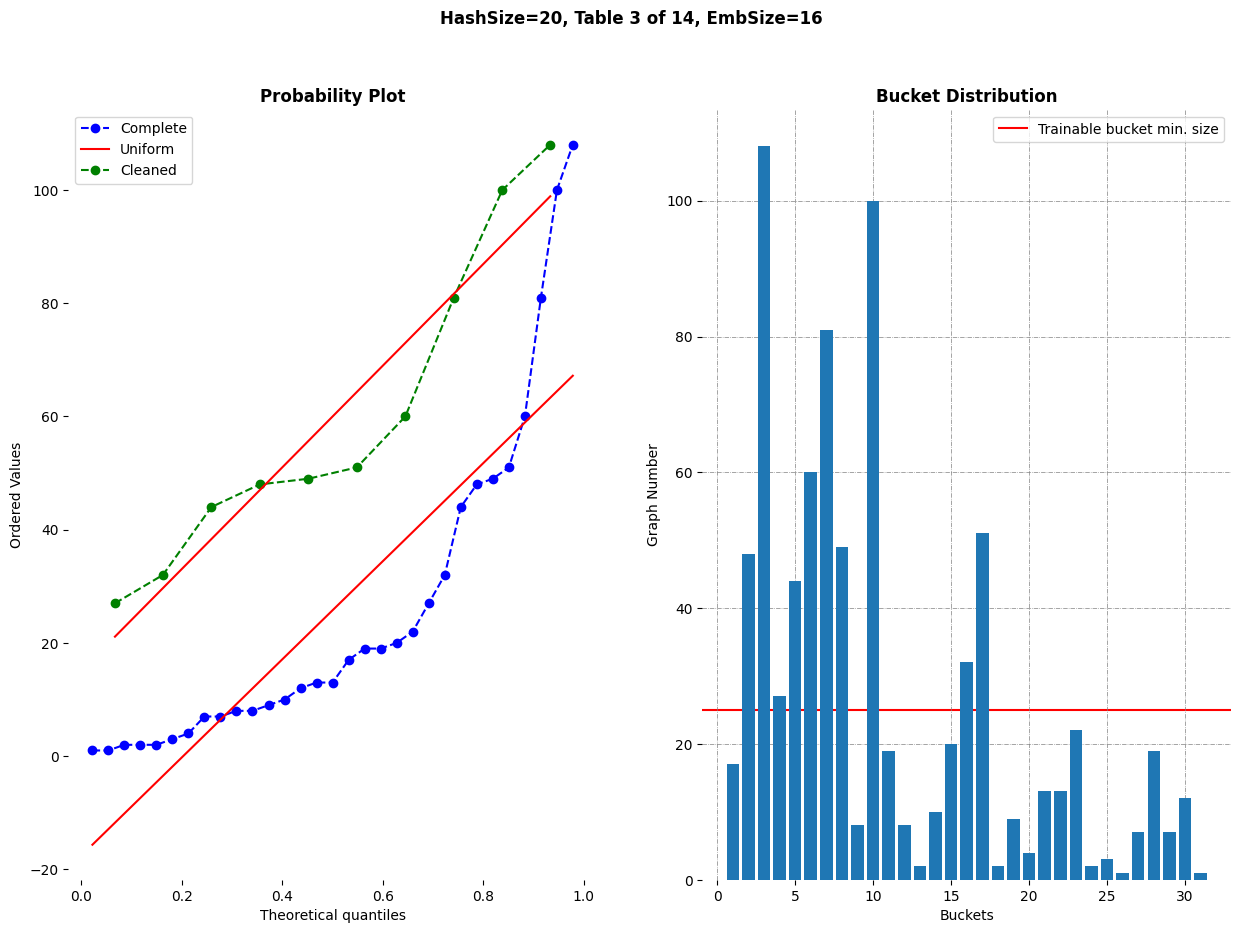 HashSize=20, Table 3 of 14, EmbSize=16
Probability Plot
Complete
Uniform
Cleaned
Ordered Values
100
80
60
40
20
0
−20
0.0 0.2 0.4 0.6 0.8 1.0
Theoretical quantiles
Bucket Distribution
Trainable bucket min. size
Graph Number
100
80
60
40
20
0
0 5 10 15 20 25 30
Buckets